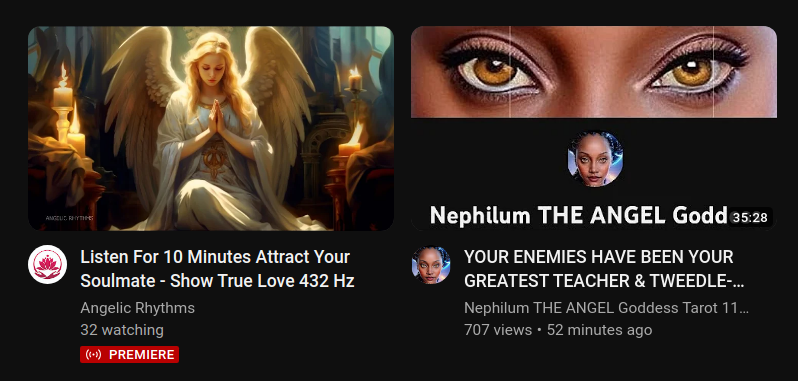 ANGELIC RHYTHMS
Listen For 10 Minutes Attract Your
Soulmate - Show True Love 432 Hz
Angelic Rhythms
32 watching
PREMIERE
Nephilum THE ANGEL Godd
35:28
YOUR ENEMIES HAVE BEEN YOUR
GREATEST TEACHER & TWEEDLE-...
Nephilum THE ANGEL Goddess Tarot 11...
707 views • 52 minutes ago